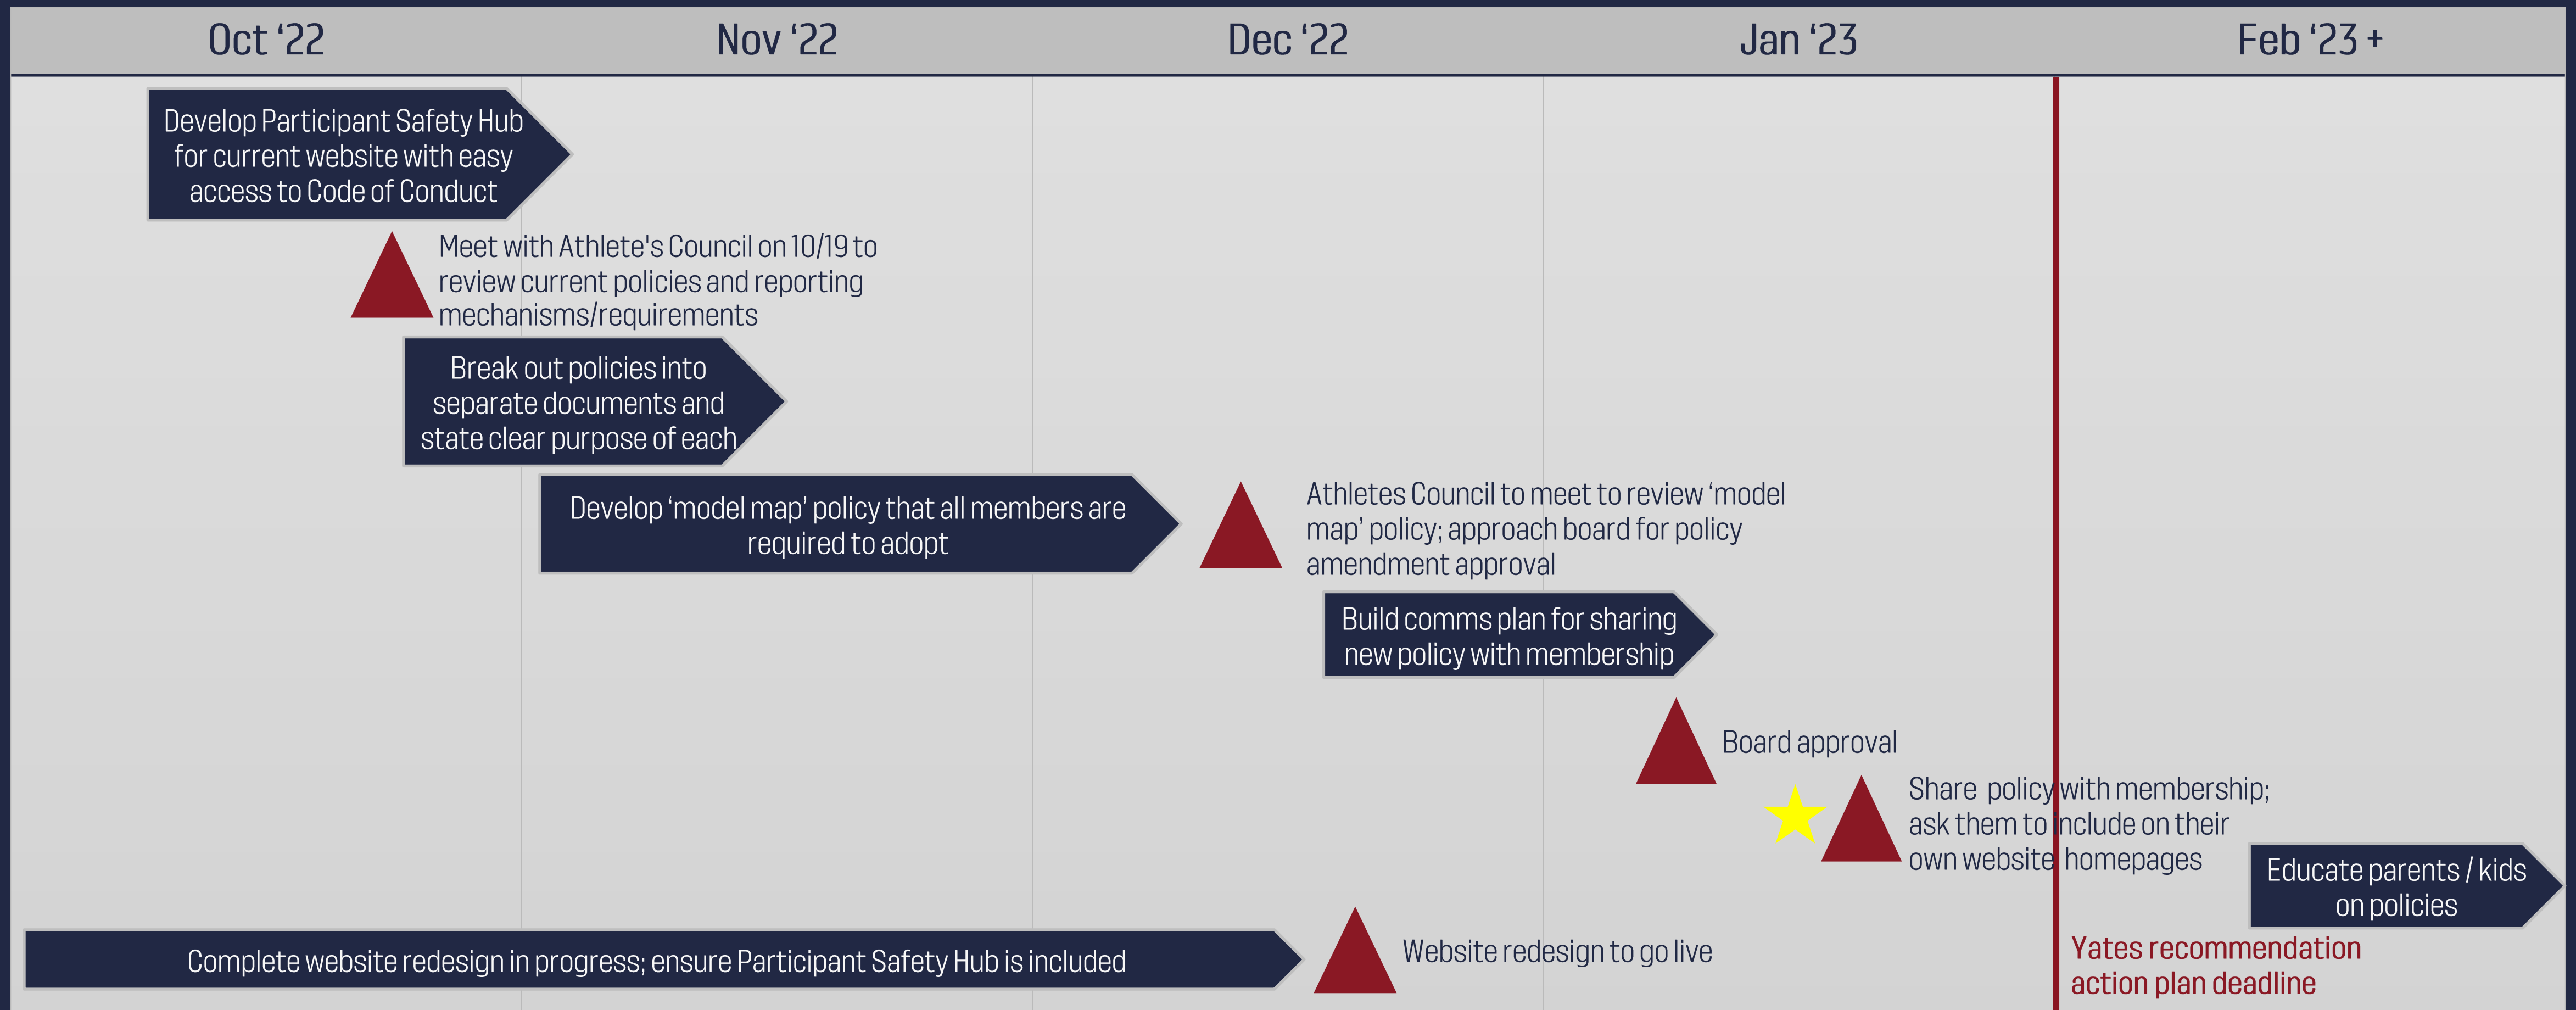 Oct ‘22
Nov ‘22
Dec ‘22
Jan ‘23
Feb ‘23 +
Develop Participant Safety Hub
for current website with easy
access to Code of Conduct
Meet with Athlete's Council on 10/19 to
review current policies and reporting
mechanisms/requirements
Break out policies into
separate documents and
state clear purpose of each
Develop ‘model map’ policy that all members are
required to adopt
Athletes Council to meet to review ‘model
map’ policy; approach board for policy
amendment approval
Build comms plan for sharing
new policy with membership
Board approval
Share  policy with membership;
ask them to include on their
own website homepages
Educate parents / kids
on policies
Complete website redesign in progress; ensure Participant Safety Hub is included
Website redesign to go live
Yates recommendation
action plan deadline